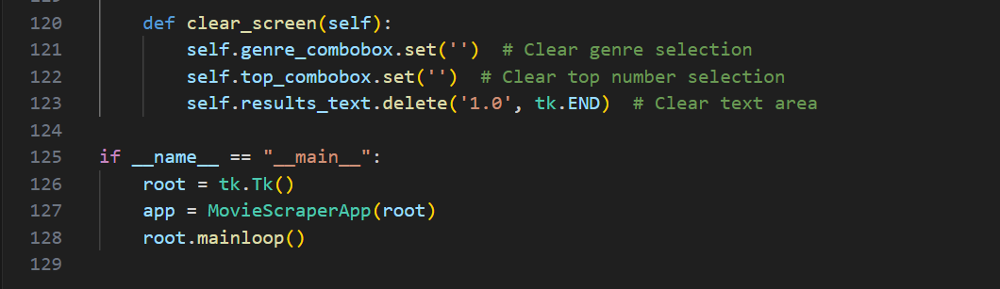 120 def clear_screen(self):
121 self.genre_combobox.set('') # Clear genre selection
122 self.top_combobox.set('') # Clear top number selection
123 self.results_text.delete('1.0', tk.END) # Clear text area
124
125 if __name__ == "__main__":
126 root = tk.Tk()
127 app = MovieScraperApp(root)
128 root.mainloop()
129